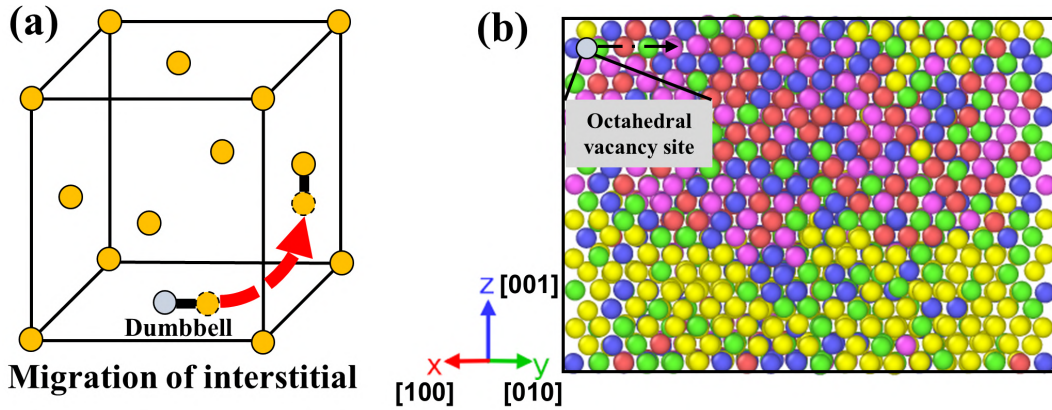 (a)
Dumbbell
Migration of interstitial
(b)
Octahedral
vacancy site
z [001]
x
y
[100]
[010]